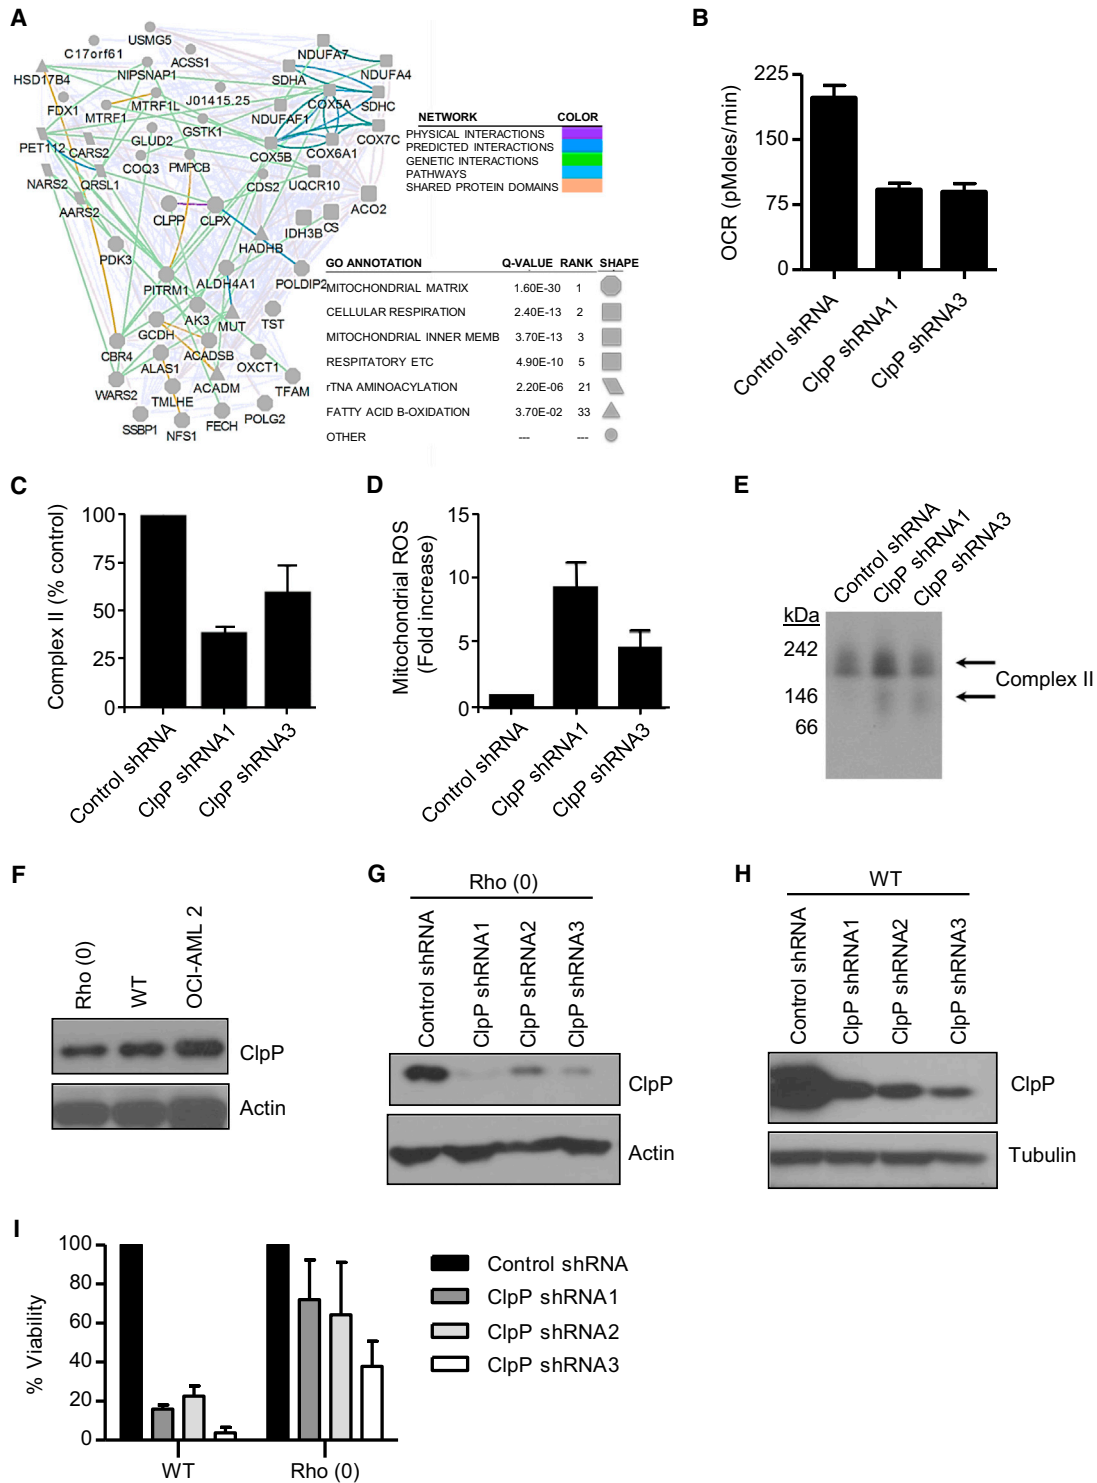 A
USMG5
C17orf61
ACSS1
NDUFA7
HSD17B4
NIPSNAP1
SDHA
NDUFA4
FDX1
MTRF1L
J01415.25
COX5A
SDHC
MTRF1
GSTK1
NDUFAF1
PET112
CARS2
GLUD2
COX5B
COX6A1
COX7C
COQ3
PMPCB
NARS2
QRSL1
CDS2
UQCR10
AARS2
CLPP
CLPX
ACO2
IDH3B
CS
HADHB
PDK3
PITRM1
ALDH4A1
POLDIP2
AK3
MUT
TST
GCDH
CBR4
ACADSB
ALAS1
OXCT1
WARS2
ACADM
TFAM
TMLHE
SSBP1
NFS1
FECH
POLG2
NETWORK COLOR
PHYSICAL INTERACTIONS
PREDICTED INTERACTIONS
GENETIC INTERACTIONS
PATHWAYS
SHARED PROTEIN DOMAINS
GO ANNOTATION Q-VALUE RANK SHAPE
MITOCHONDRIAL MATRIX 1.60E-30 1
CELLULAR RESPIRATION 2.40E-13 2
MITOCHONDRIAL INNER MEMB 3.70E-13 3
RESPIRATORY ETC 4.90E-10 5
rTNA AMINOACYLATION 2.20E-06 21
FATTY ACID B-OXIDATION 3.70E-02 33
OTHER --- ---
B
OCR (pMoles/min)
225
150
75
0
Control shRNA
ClpP shRNA1
ClpP shRNA3
C
Complex II (% control)
100
75
50
25
0
Control shRNA
ClpP shRNA1
ClpP shRNA3
D
Mitochondrial ROS
(Fold increase)
15
10
5
0
Control shRNA
ClpP shRNA1
ClpP shRNA3
E
Control shRNA
ClpP shRNA1
ClpP shRNA3
kDa
242
146
66
Complex II
F
Rho (0)
WT
OCI-AML 2
ClpP
Actin
G
Rho (0)
Control shRNA
ClpP shRNA1
ClpP shRNA2
ClpP shRNA3
ClpP
Actin
H
WT
Control shRNA
ClpP shRNA1
ClpP shRNA2
ClpP shRNA3
ClpP
Tubulin
I
% Viability
100
80
60
40
20
0
WT
Rho (0)
Control shRNA
ClpP shRNA1
ClpP shRNA2
ClpP shRNA3